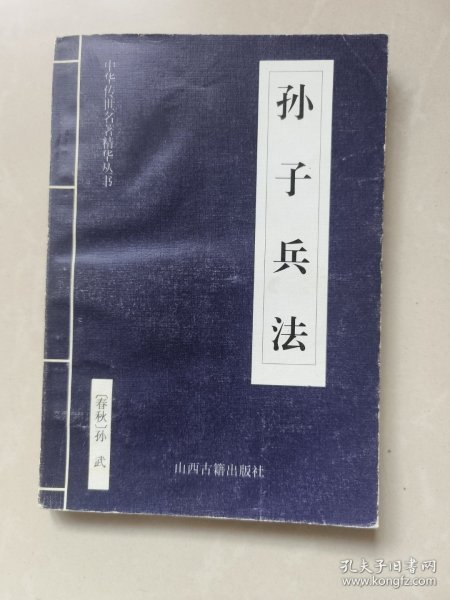 中华传世名著精华丛书
孙子兵法
〔春秋〕孙武
山西古籍出版社
孔夫子旧书网
www.kongfz.com